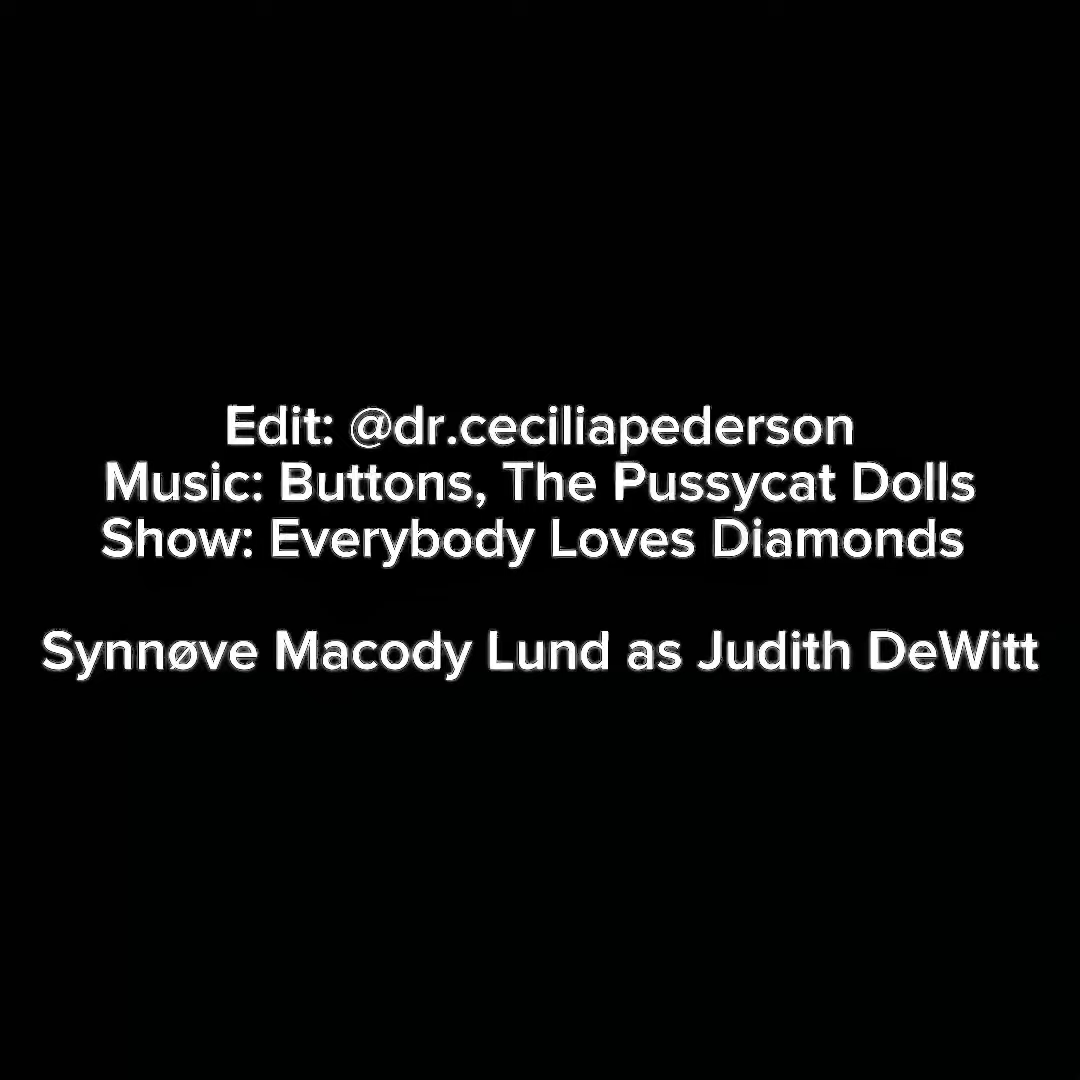 Edit: @dr.ceciliapederson
Music: Buttons, The Pussycat Dolls
Show: Everybody Loves Diamonds
Synnøve Macody Lund as Judith DeWitt